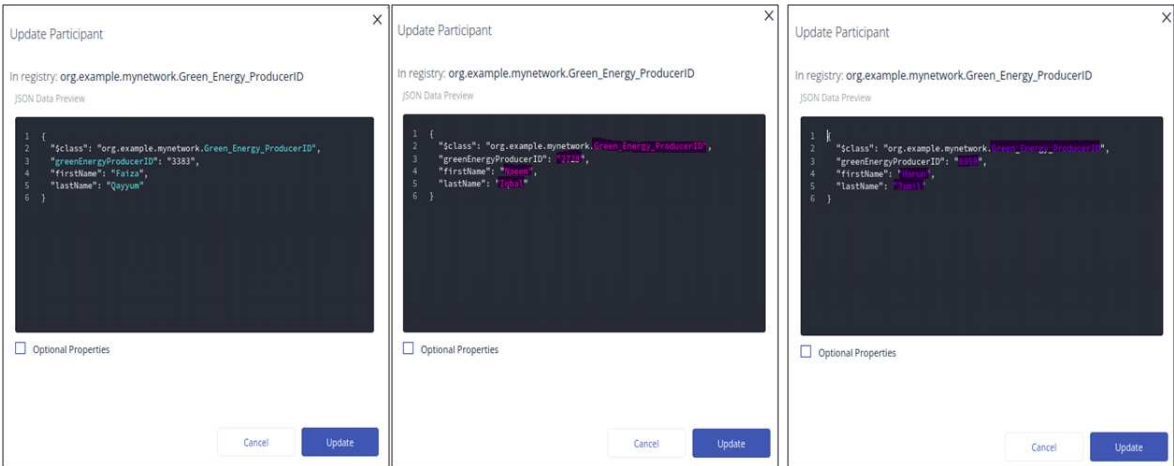 X
Update Participant
In registry: org.example.mynetwork.Green_Energy_ProducerID
JSON Data Preview
1 {
2 "$class": "org.example.mynetwork.Green_Energy_ProducerID",
3 "greenEnergyProducerID": "3383",
4 "firstName": "Faiza",
5 "lastName": "Qayyum"
6 }
Optional Properties
Cancel Update
X
Update Participant
In registry: org.example.mynetwork.Green_Energy_ProducerID
JSON Data Preview
1 {
2 "$class": "org.example.mynetwork.Green_Energy_ProducerID",
3 "greenEnergyProducerID":
4 "firstName": "Naeem",
5 "lastName": "Iqbal"
6 }
Optional Properties
Cancel Update
X
Update Participant
In registry: org.example.mynetwork.Green_Energy_ProducerID
JSON Data Preview
1 {
2 "$class": "org.example.mynetwork.Green_Energy_ProducerID",
3 "greenEnergyProducerID":
4 "firstName":
5 "lastName":
6 }
Optional Properties
Cancel Update